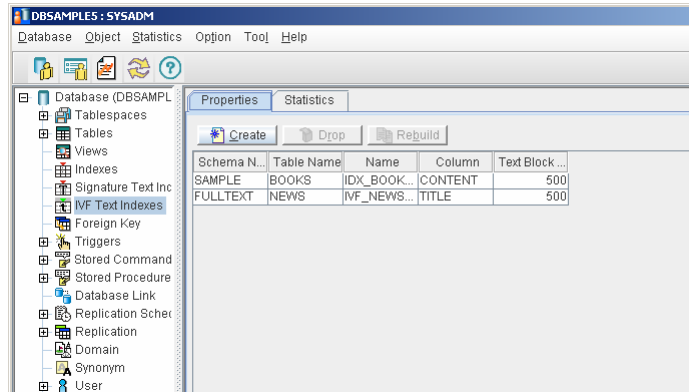 DBSAMPLE5 : SYSADM
Database Object Statistics Option Tool Help
Database (DBSAMPL
Tablespaces
Tables
Views
Indexes
Signature Text Inc
IVF Text Indexes
Foreign Key
Triggers
Stored Command
Stored Procedure
Database Link
Replication Sched
Replication
Domain
Synonym
User
Properties Statistics
Create Drop Rebuild
Schema N... Table Name Name Column Text Block ...
SAMPLE BOOKS IDX_BOOK... CONTENT 500
FULLTEXT NEWS IVF_NEWS... TITLE 500